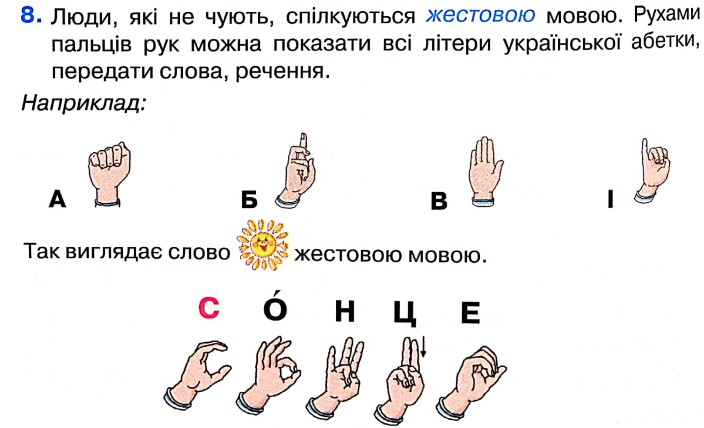 8. Люди, які не чують, спілкуються жестовою мовою. Рухами
пальців рук можна показати всі літери української абетки,
передати слова, речення.
Наприклад:
А Б В І
Так виглядає слово жестовою мовою.
С О́ Н Ц Е